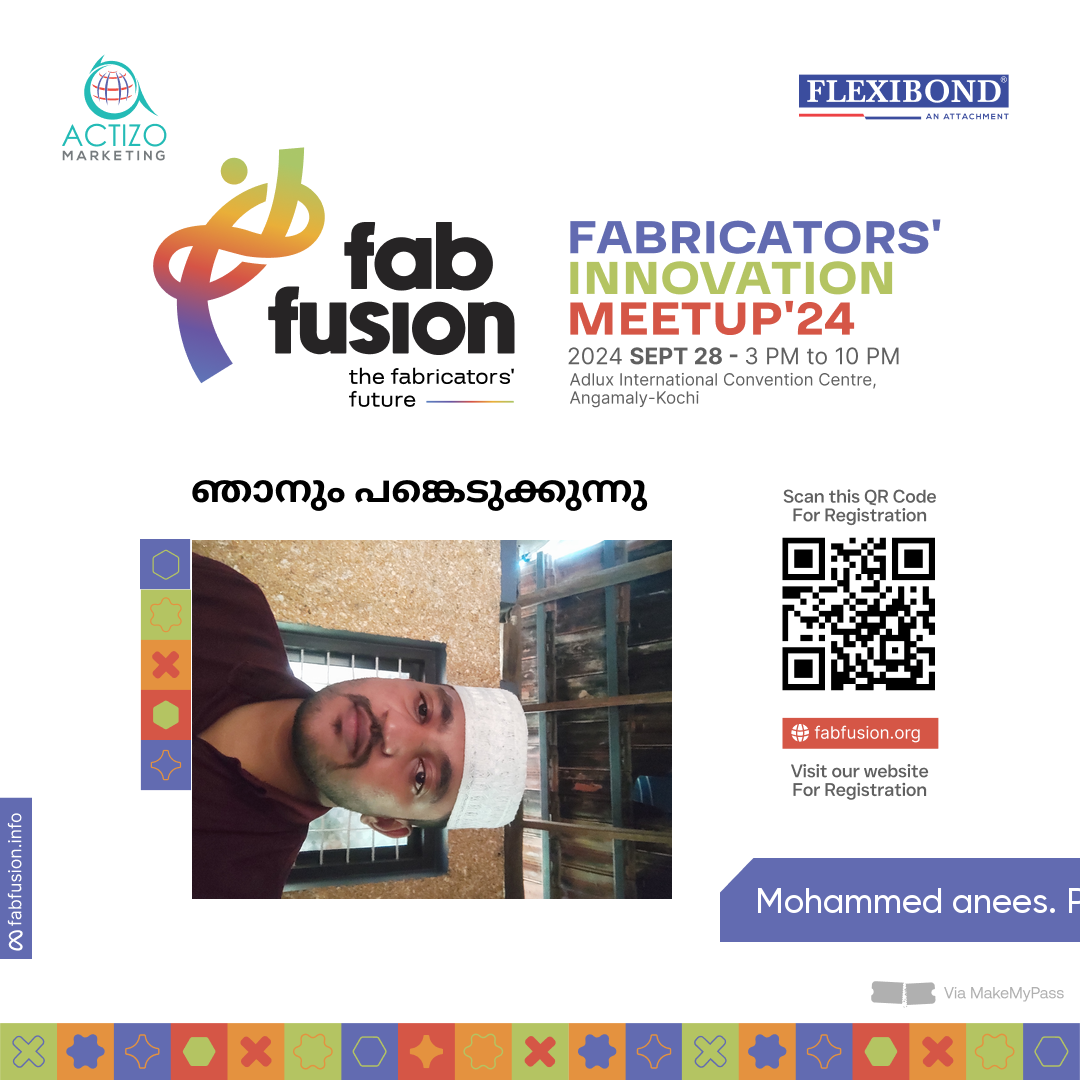 ACTIZO
MARKETING
FLEXIBOND®
AN ATTACHMENT
fab
fusion
the fabricators'
future
FABRICATORS'
INNOVATION
MEETUP'24
2024 SEPT 28 - 3 PM to 10 PM
Adlux International Convention Centre,
Angamaly-Kochi
ഞാനും പങ്കെടുക്കുന്നു
Scan this QR Code
For Registration
fabfusion.org
Visit our website
For Registration
fabfusion.info
Mohammed anees. P
Via MakeMyPass